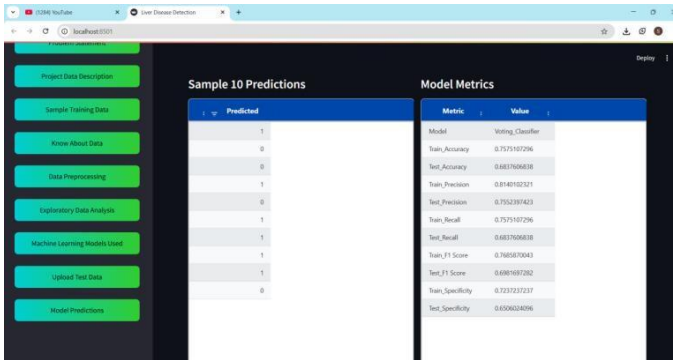 (1294) YouTube
Liver Disease Detection
localhost:8501
Deploy
Problem Statement
Project Data Description
Sample Training Data
Know About Data
Data Preprocessing
Exploratory Data Analysis
Machine Learning Models Used
Upload Test Data
Model Predictions
Sample 10 Predictions
Predicted
1
0
0
1
0
1
1
1
1
0
Model Metrics
Metric Value
Model Voting_Classifier
Train_Accuracy 0.7575107296
Test_Accuracy 0.6837606838
Train_Precision 0.8140102321
Test_Precision 0.7552397423
Train_Recall 0.7575107296
Test_Recall 0.6837606838
Train_F1 Score 0.7685870043
Test_F1 Score 0.6981697282
Train_Specificity 0.7237237237
Test_Specificity 0.6506024096